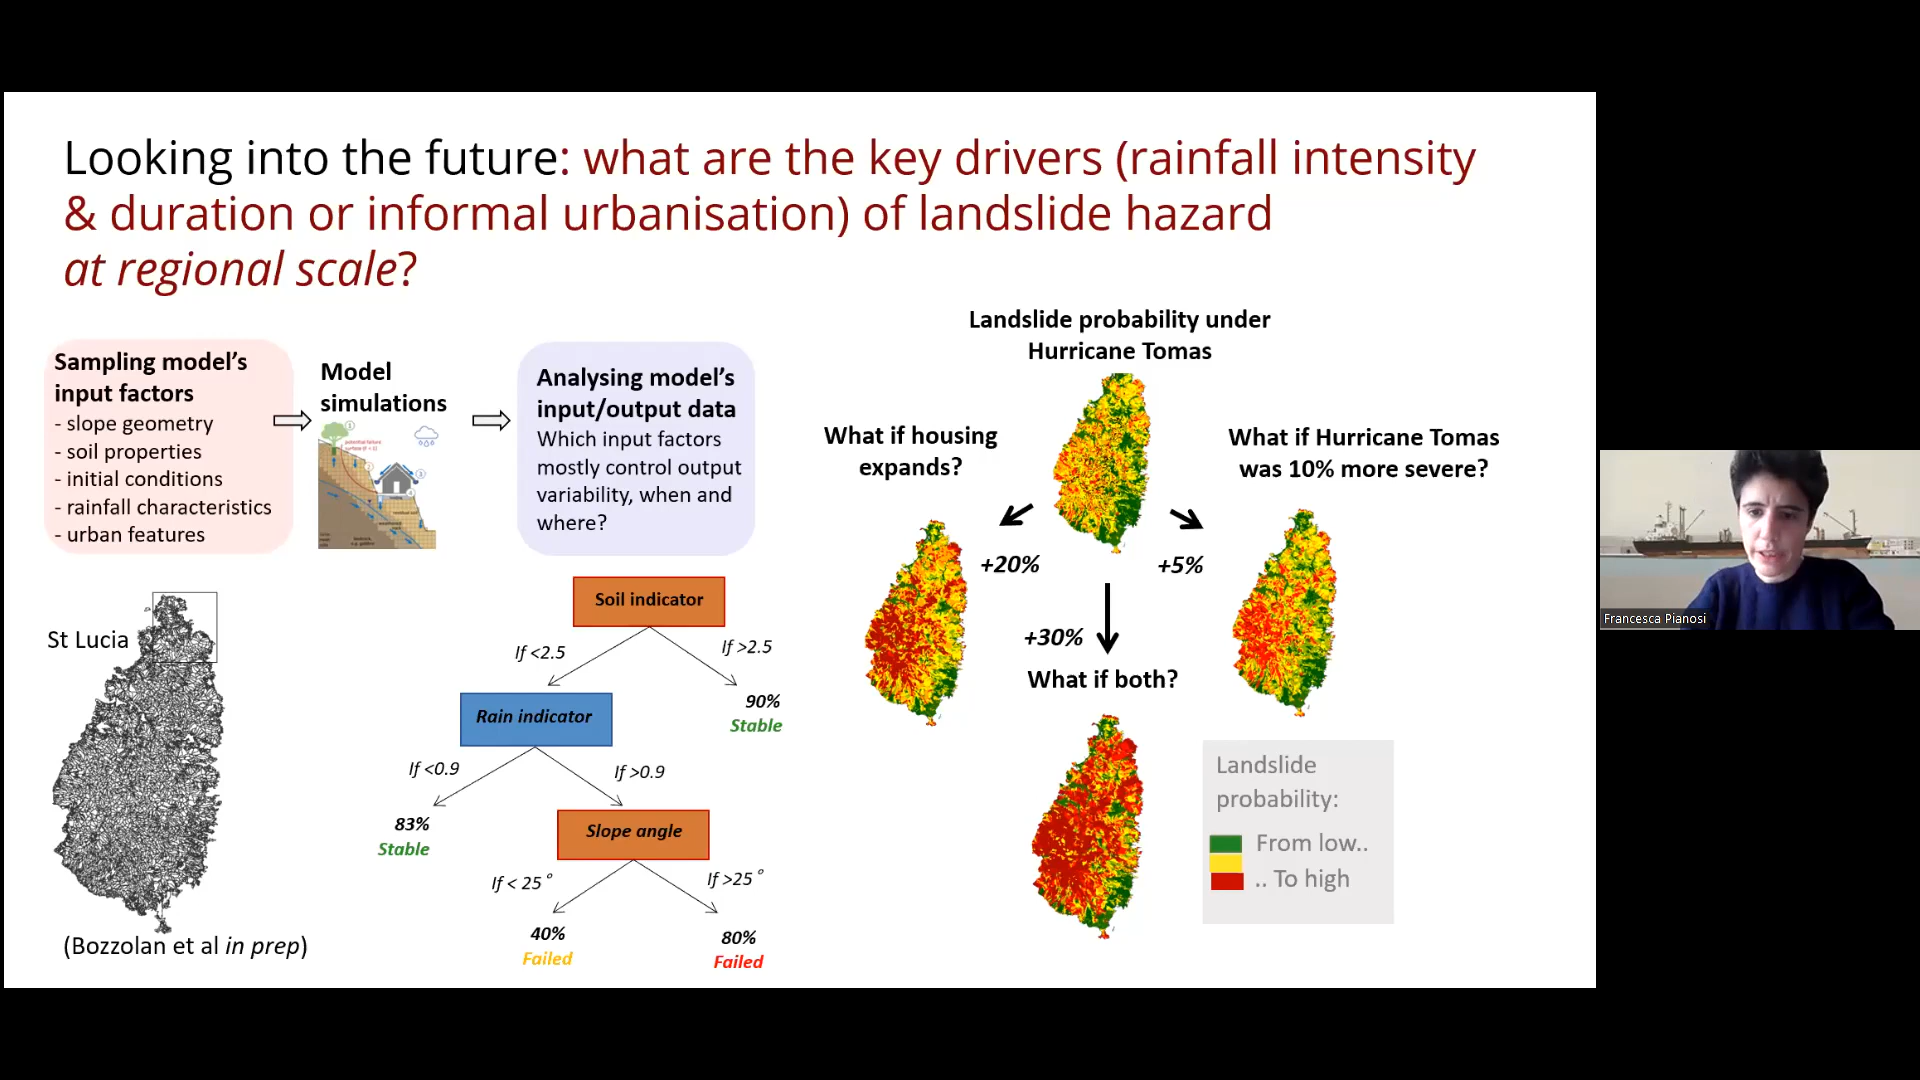 Looking into the future: what are the key drivers (rainfall intensity
& duration or informal urbanisation) of landslide hazard
at regional scale?
Sampling model's
input factors
- slope geometry
- soil properties
- initial conditions
- rainfall characteristics
- urban features
Model
simulations
Analysing model's
input/output data
Which input factors
mostly control output
variability, when and
where?
St Lucia
(Bozzolan et al in prep)
Soil indicator
If <2.5
If >2.5
Rain indicator
90%
Stable
If <0.9
If >0.9
83%
Stable
Slope angle
If < 25°
If >25°
40%
Failed
80%
Failed
Landslide probability under
Hurricane Tomas
What if housing
expands?
What if Hurricane Tomas
was 10% more severe?
+20%
+5%
+30%
What if both?
Landslide
probability:
From low..
.. To high
Francesca Pianosi